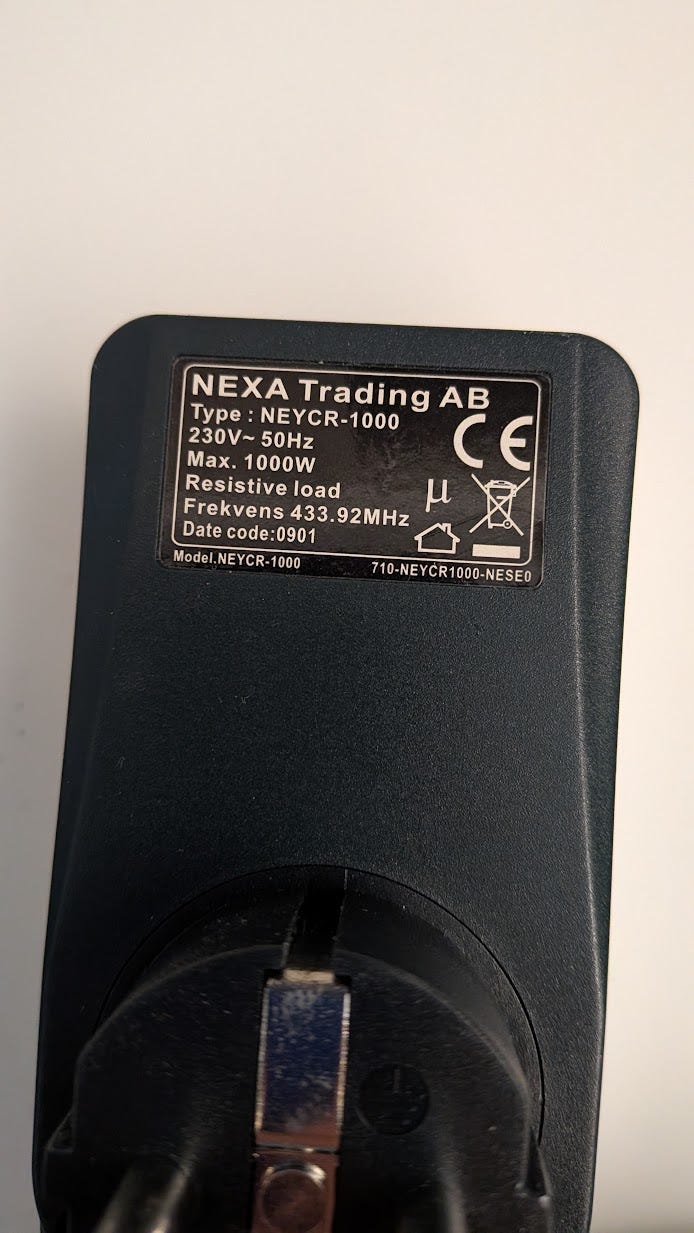 NEXA Trading AB
Type : NEYCR-1000
230V~ 50Hz
Max. 1000W
Resistive load
Frekvens 433.92MHz
Date code:0901
CE
µ
Model.NEYCR-1000
710-NEYCR1000-NESE0